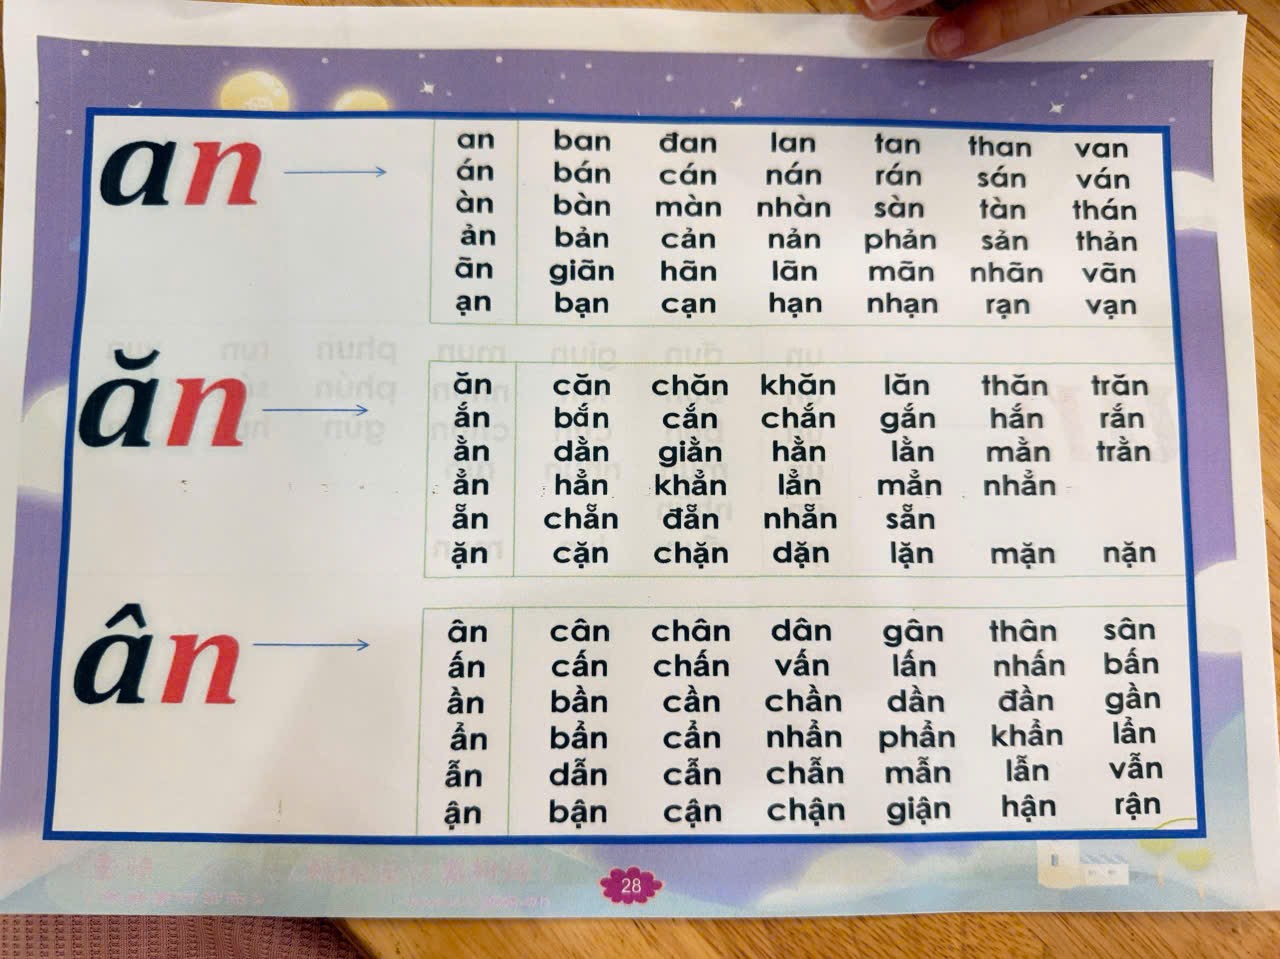 an
an ban đan lan tan than van
án bán cán nán rán sán ván
àn bàn màn nhàn sàn tàn thán
ản bản cản nản phản sản thản
ãn giãn hãn lãn mãn nhãn vãn
ạn bạn cạn hạn nhạn rạn vạn
ăn
ăn căn chăn khăn lăn thăn trăn
ắn bắn cắn chắn gắn hắn rắn
ằn dằn giằn hằn lằn mằn trằn
ẳn hẳn khẳn lẳn mẳn nhẳn
ẵn chẵn đẵn nhẵn sẵn
ặn cặn chặn dặn lặn mặn nặn
ân
ân cân chân dân gân thân sân
ấn cấn chấn vấn lấn nhấn bấn
ần bần cần chần dần đần gần
ẩn bẩn cẩn nhẩn phẩn khẩn lẩn
ẫn dẫn cẫn chẫn mẫn lẫn vẫn
ận bận cận chận giận hận rận
28